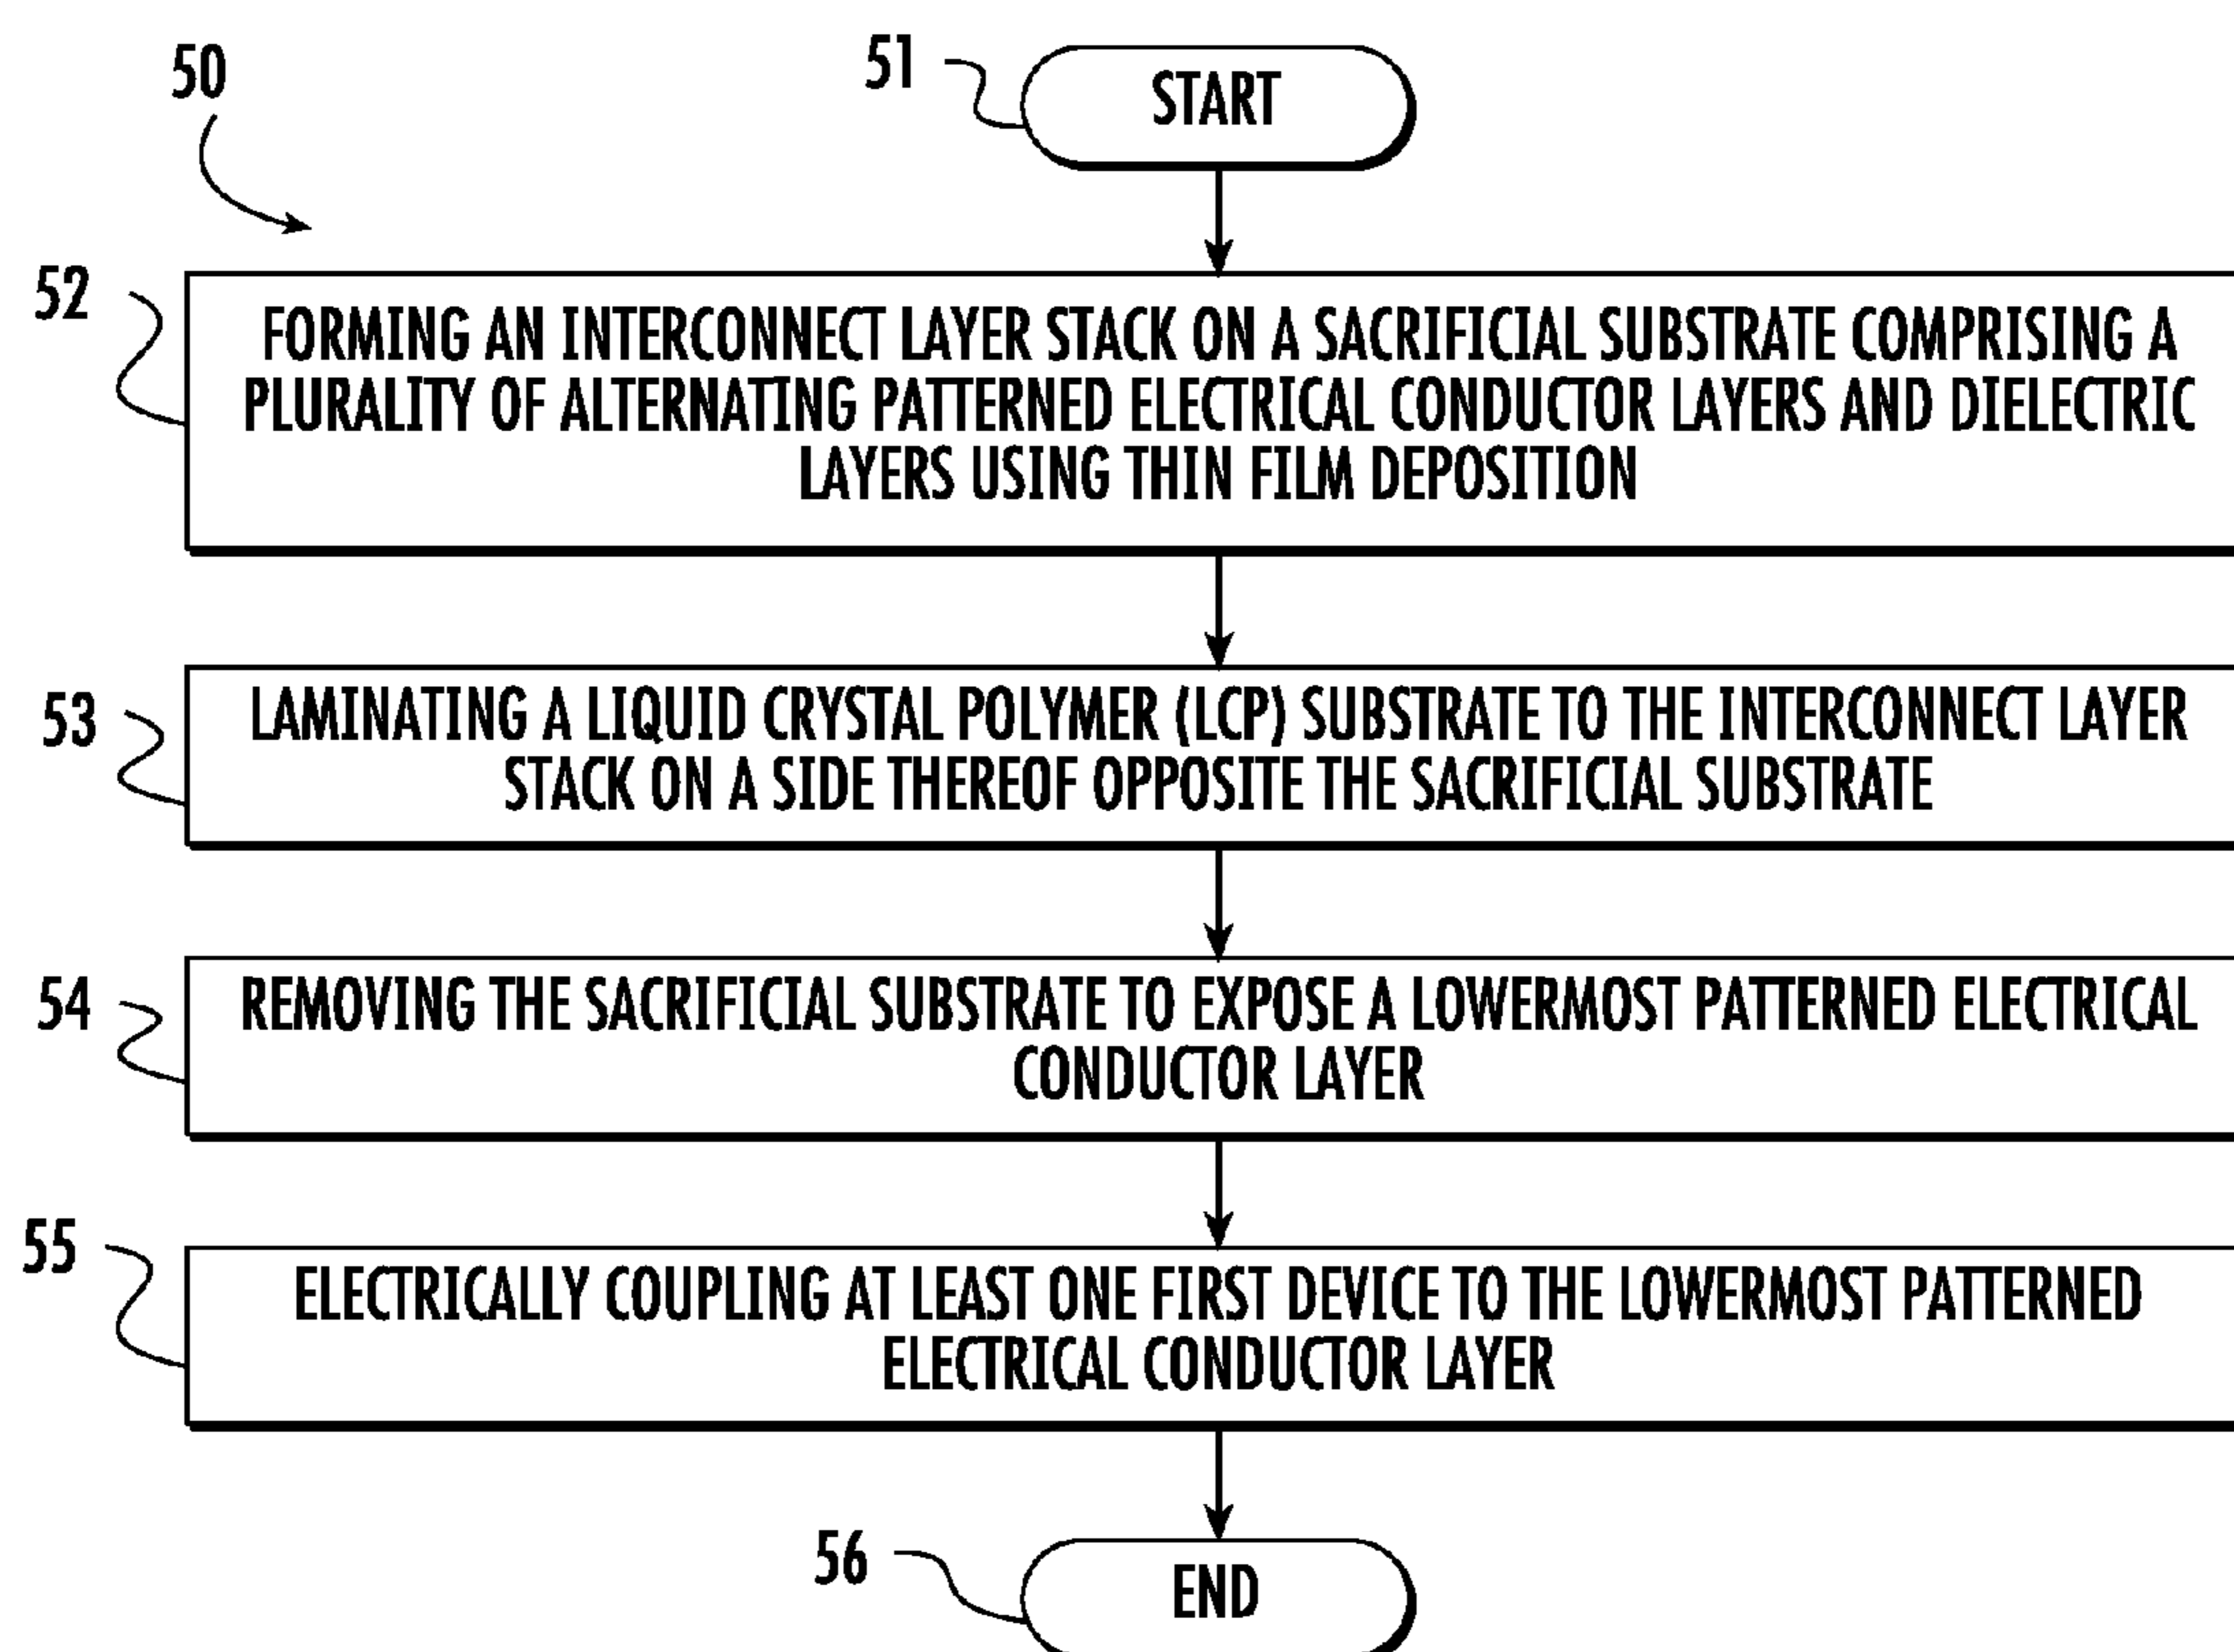 50
51
START
52
FORMING AN INTERCONNECT LAYER STACK ON A SACRIFICIAL SUBSTRATE COMPRISING A
PLURALITY OF ALTERNATING PATTERNED ELECTRICAL CONDUCTOR LAYERS AND DIELECTRIC
LAYERS USING THIN FILM DEPOSITION
53
LAMINATING A LIQUID CRYSTAL POLYMER (LCP) SUBSTRATE TO THE INTERCONNECT LAYER
STACK ON A SIDE THEREOF OPPOSITE THE SACRIFICIAL SUBSTRATE
54
REMOVING THE SACRIFICIAL SUBSTRATE TO EXPOSE A LOWERMOST PATTERNED ELECTRICAL
CONDUCTOR LAYER
55
ELECTRICALLY COUPLING AT LEAST ONE FIRST DEVICE TO THE LOWERMOST PATTERNED
ELECTRICAL CONDUCTOR LAYER
56
END